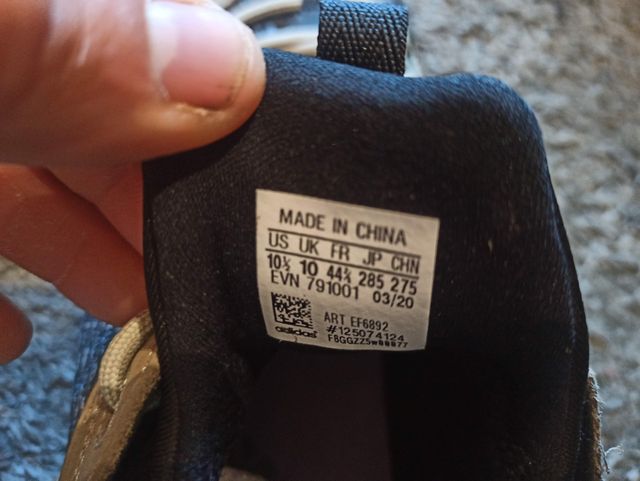 MADE IN CHINA
US UK FR JP CHN
10½ 10 44⅔ 285 275
EVN 791001 03/20
ART EF6892
adidas #125074124